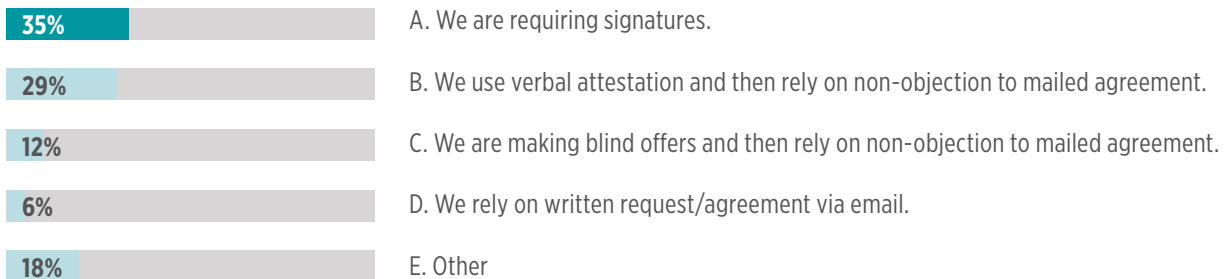 35% A. We are requiring signatures.
29% B. We use verbal attestation and then rely on non-objection to mailed agreement.
12% C. We are making blind offers and then rely on non-objection to mailed agreement.
6% D. We rely on written request/agreement via email.
18% E. Other